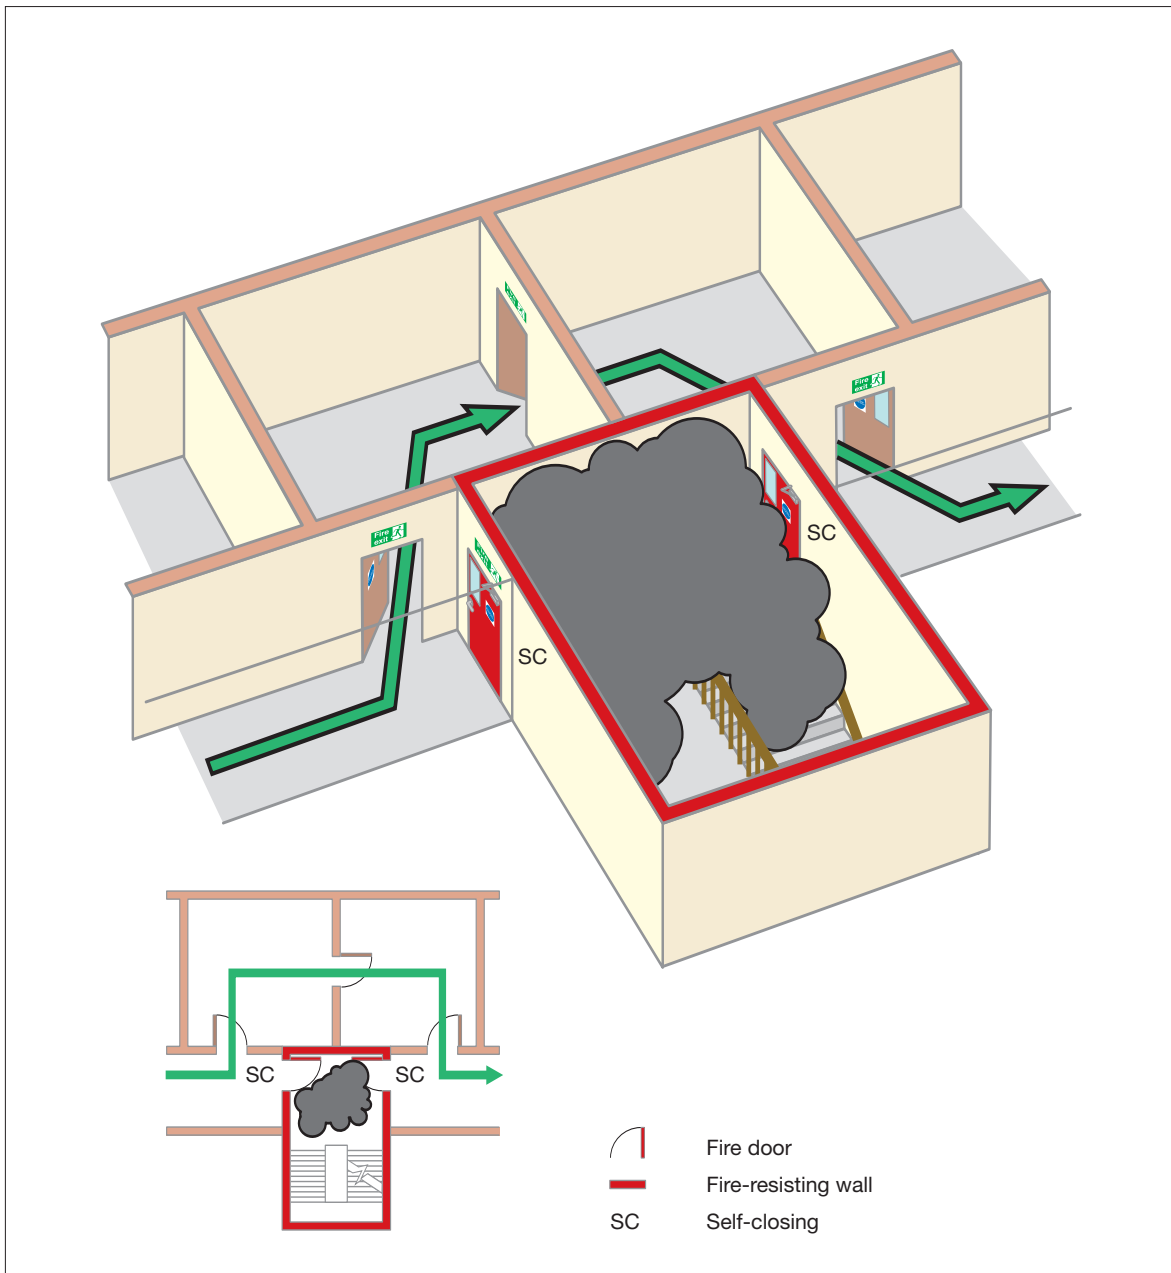 Fire
exit
Fire
exit
SC
SC
SC
SC
Fire door
Fire-resisting wall
SC
Self-closing